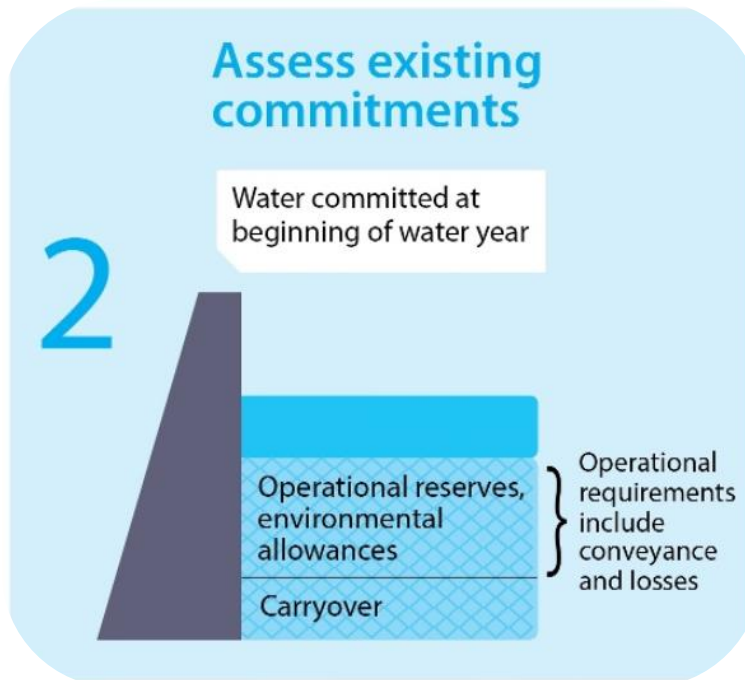 Assess existing
commitments
Water committed at
beginning of water year
2
Operational reserves,
environmental
allowances
Carryover
Operational
requirements
include
conveyance
and losses